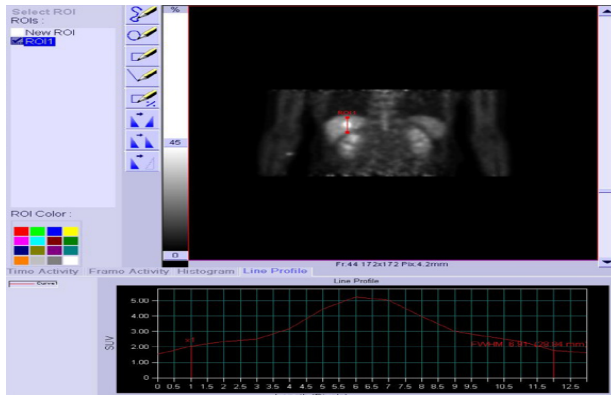 Select ROI
ROIs :
New ROI
ROI1
%
45
0
ROI Color :
Fr:44 172x172 Pix:4.2mm
Time Activity Frame Activity Histogram Line Profile
Curve1
Line Profile
SUV
5.00
4.00
3.00
2.00
1.00
0
0 0.5 1 1.5 2 2.5 3 3.5 4 4.5 5 5.5 6 6.5 7 7.5 8 8.5 9 9.5 10.5 11.5 12.5